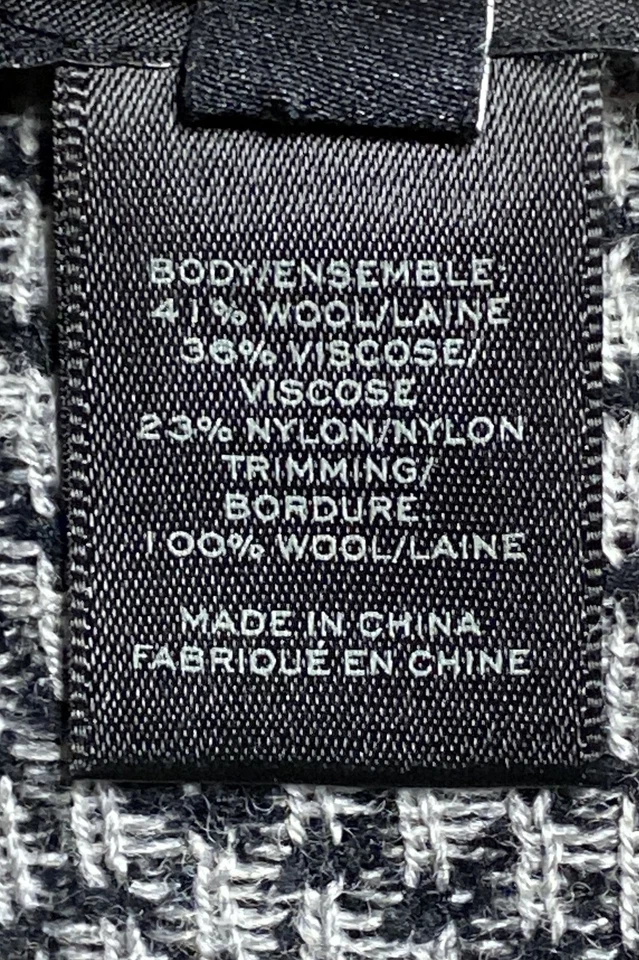 BODY/ENSEMBLE:
41% WOOL/LAINE
36% VISCOSE/
VISCOSE
23% NYLON/NYLON
TRIMMING/
BORDURE:
100% WOOL/LAINE
MADE IN CHINA
FABRIQUE EN CHINE